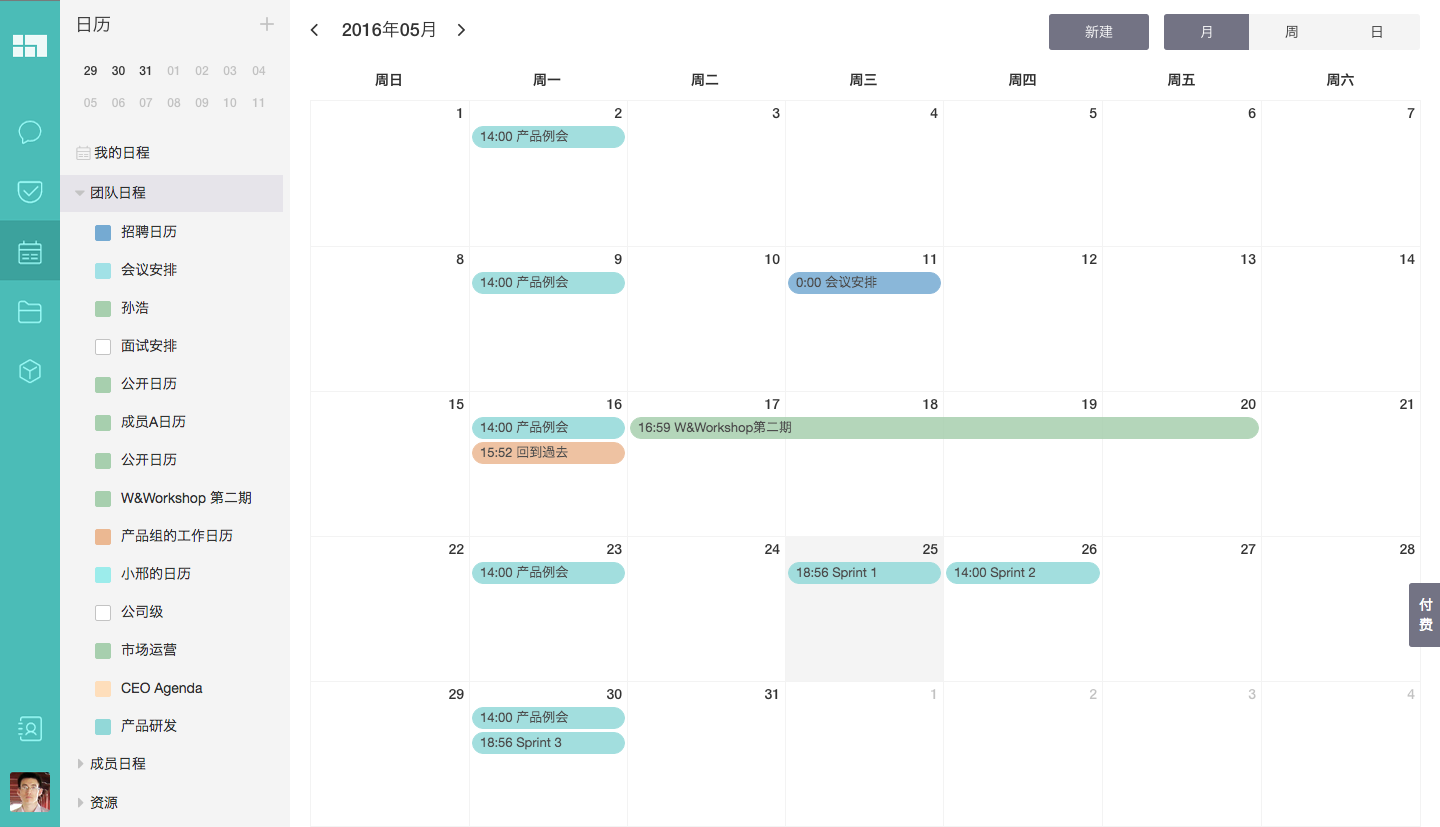 日历
29 30 31 01 02 03 04
05 06 07 08 09 10 11
我的日程
团队日程
招聘日历
会议安排
孙浩
面试安排
公开日历
成员A日历
公开日历
W&Workshop 第二期
产品组的工作日历
小邢的日历
公司级
市场运营
CEO Agenda
产品研发
成员日程
资源
2016年05月
新建
月 周 日
周日 周一 周二 周三 周四 周五 周六
1 2 3 4 5 6 7
14:00 产品例会
8 9 10 11 12 13 14
14:00 产品例会 0:00 会议安排
15 16 17 18 19 20 21
14:00 产品例会 16:59 W&Workshop第二期
15:52 回到過去
22 23 24 25 26 27 28
14:00 产品例会 18:56 Sprint 1 14:00 Sprint 2
29 30 31 1 2 3 4
14:00 产品例会
18:56 Sprint 3
付
费